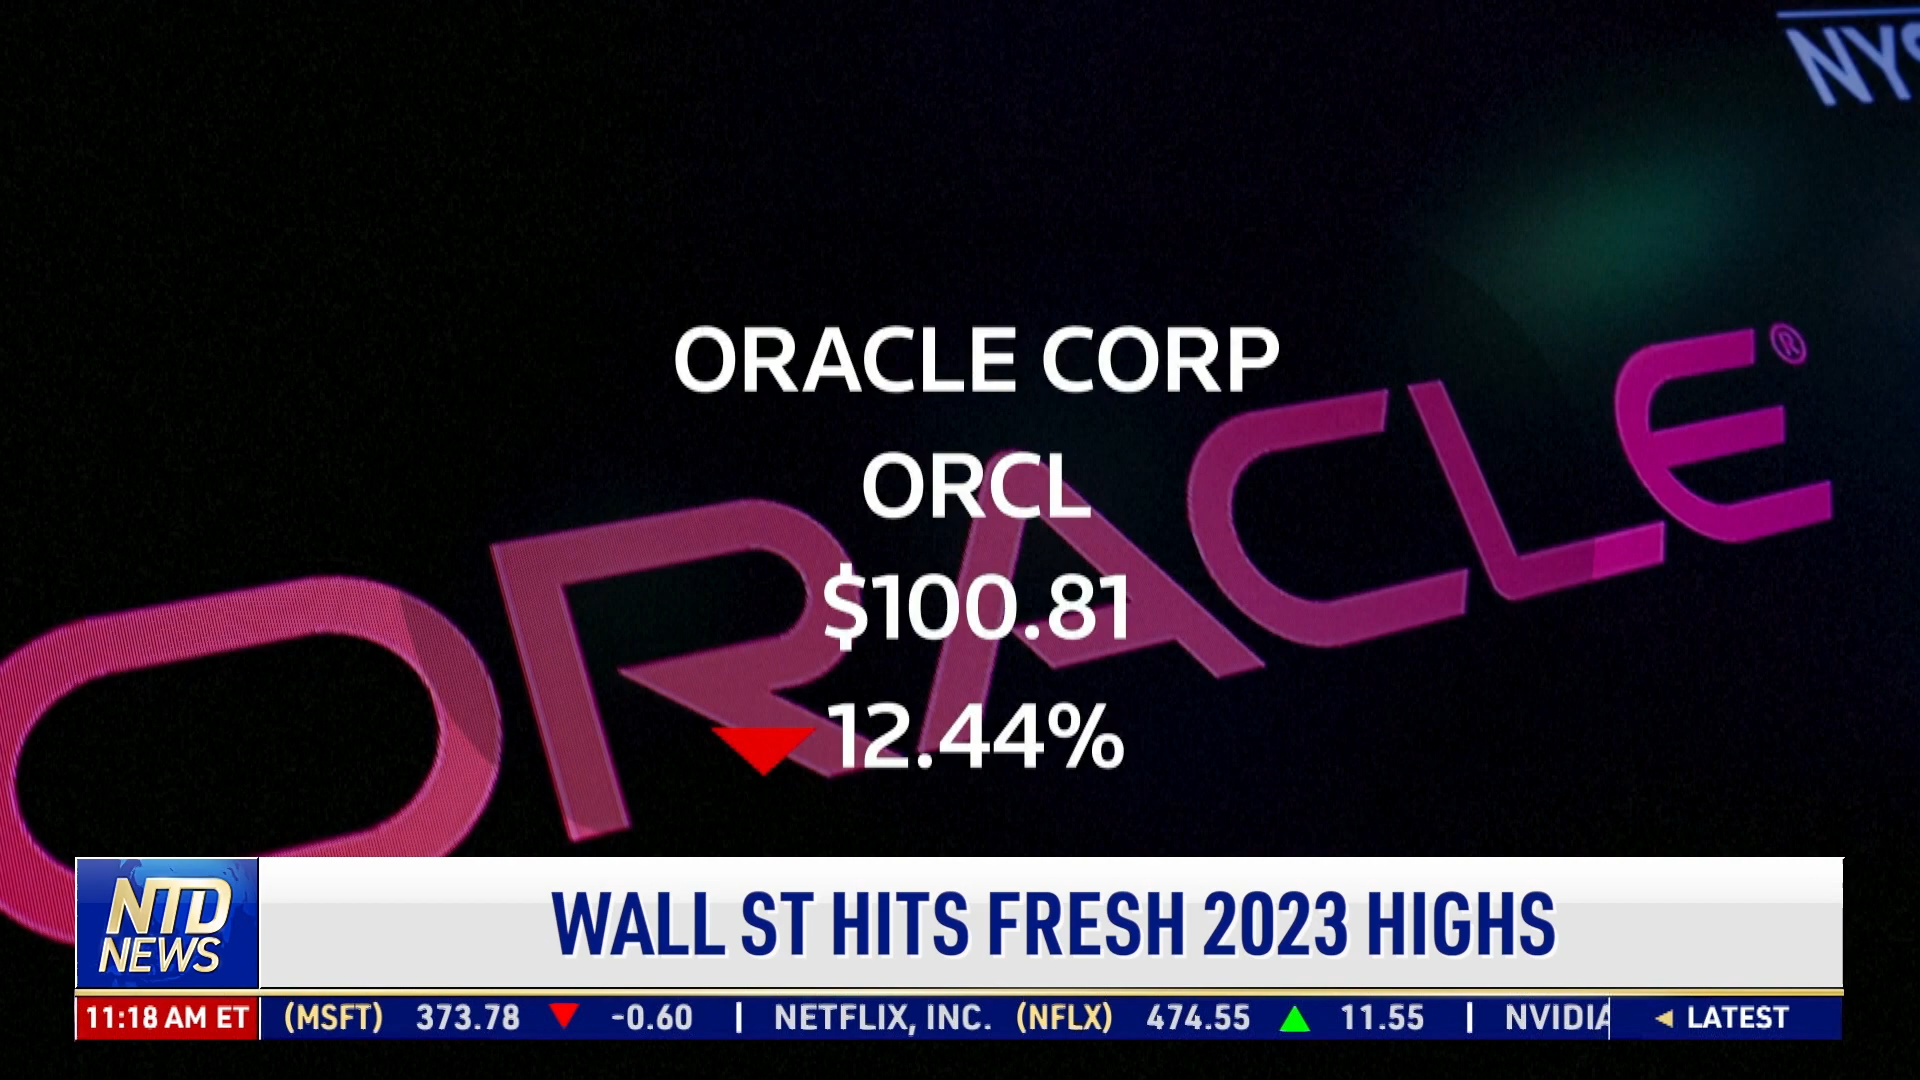 ORACLE CORP
ORCL
$100.81
12.44%
ORACLE®
NTD
NEWS
WALL ST HITS FRESH 2023 HIGHS
11:18 AM ET (MSFT) 373.78 -0.60 | NETFLIX, INC. (NFLX) 474.55 11.55 | NVIDIA LATEST